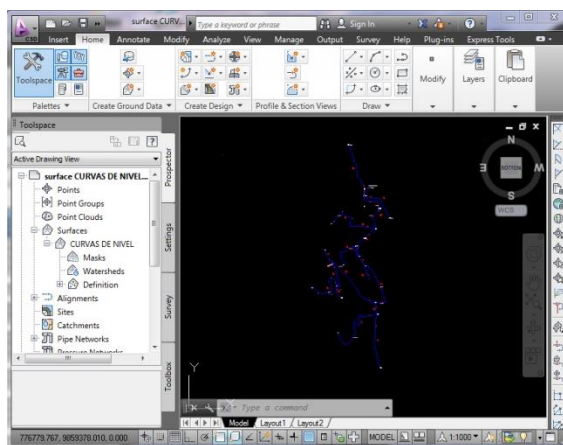 surface CURV...
Type a keyword or phrase
Sign In
C3D
Insert Home Annotate Modify Analyze View Manage Output Survey Help Plug-ins Express Tools
Toolspace
Modify
Layers
Clipboard
Palettes
Create Ground Data
Create Design
Profile & Section Views
Draw
Toolspace
Active Drawing View
Prospector
Settings
Survey
Toolbox
surface CURVAS DE NIVEL...
Points
Point Groups
Point Clouds
Surfaces
CURVAS DE NIVEL
Masks
Watersheds
Definition
Alignments
Sites
Catchments
Pipe Networks
Pressure Networks
N
E
BOTTOM
W
S
WCS
Y
X
Type a command
Model Layout1 Layout2
776779.767, 9859378.010, 0.000
MODEL
1:1000